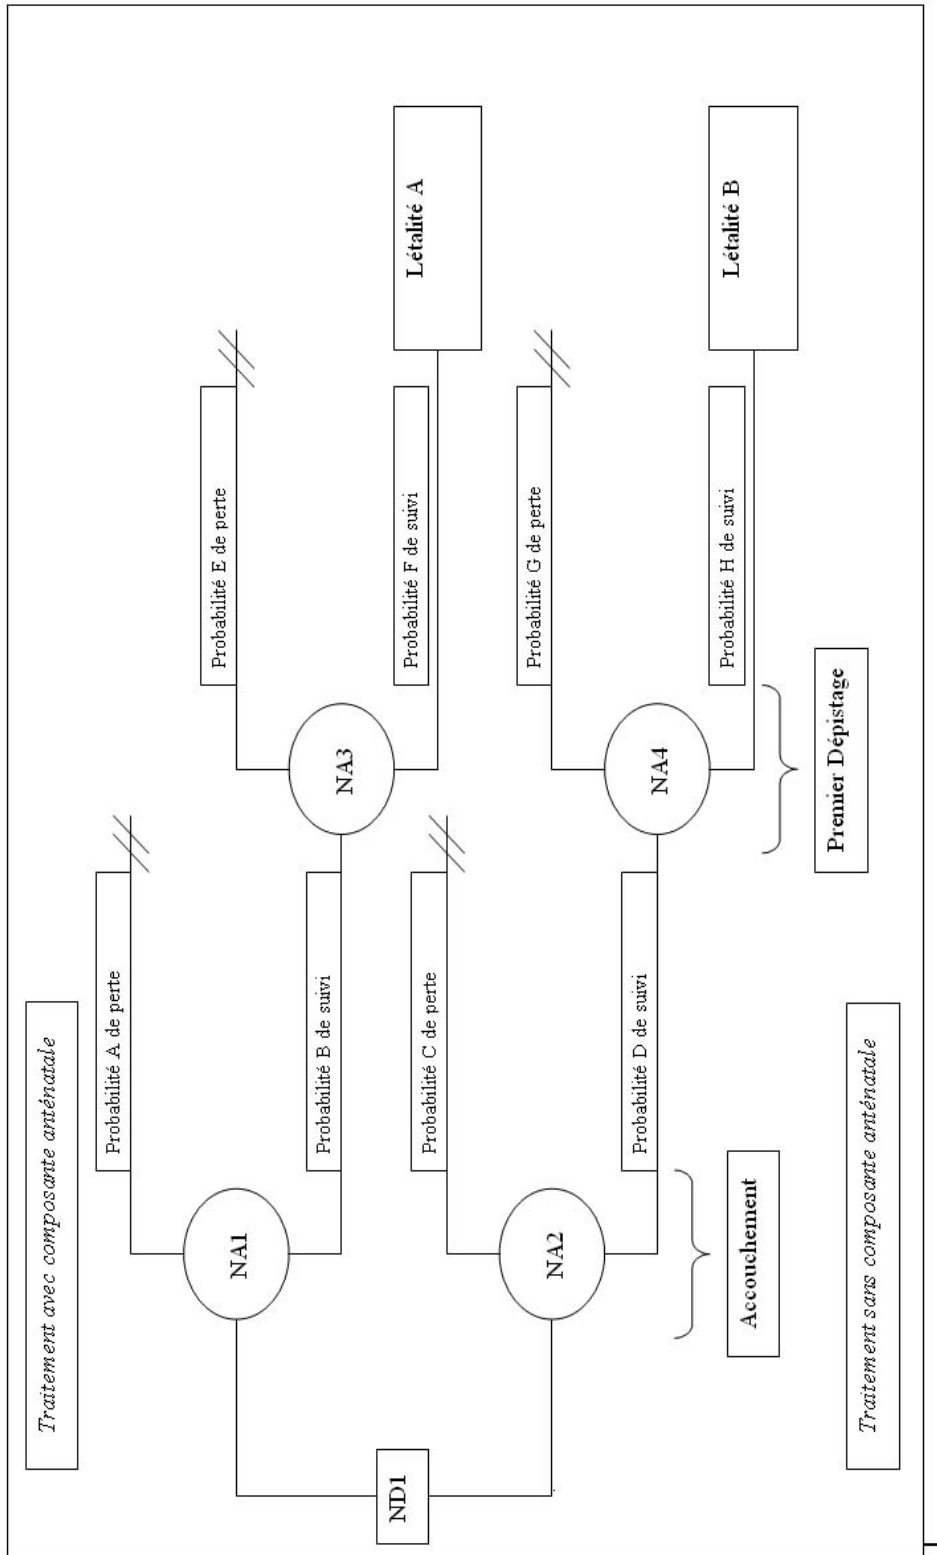 Traitement avec composante anténatale
Probabilité A de perte
Probabilité E de perte
NA1
Probabilité B de suivi
NA3
Probabilité F de suivi
Létalité A
ND1
Probabilité C de perte
Probabilité G de perte
NA2
Probabilité D de suivi
NA4
Probabilité H de suivi
Létalité B
Accouchement
Premier Dépistage
Traitement sans composante anténatale